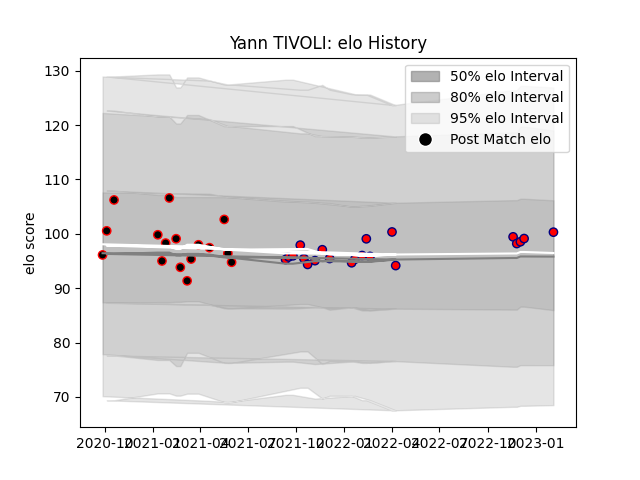 Yann TIVOLI: elo History
130
120
110
100
90
80
70
elo score
50% elo Interval
80% elo Interval
95% elo Interval
Post Match elo
2020-10 2021-01 2021-04 2021-07 2021-10 2022-01 2022-04 2022-07 2022-10 2023-01